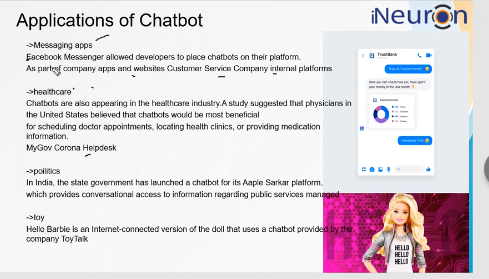 Applications of Chatbot
iNeuron
->Messaging apps
Facebook Messenger allowed developers to place chatbots on their platform.
As part of company apps and websites Customer Service Company internal platforms
->healthcare
Chatbots are also appearing in the healthcare industry.A study suggested that physicians in
the United States believed that chatbots would be most beneficial
for scheduling doctor appointments, locating health clinics, or providing medication
information.
MyGov Corona Helpdesk
->poilitics
In India, the state government has launched a chatbot for its Aaple Sarkar platform,
which provides conversational access to information regarding public services managed
->toy
Hello Barbie is an Internet-connected version of the doll that uses a chatbot provided by the
company ToyTalk
TrustBank
HELLO
HELLO
HELLO